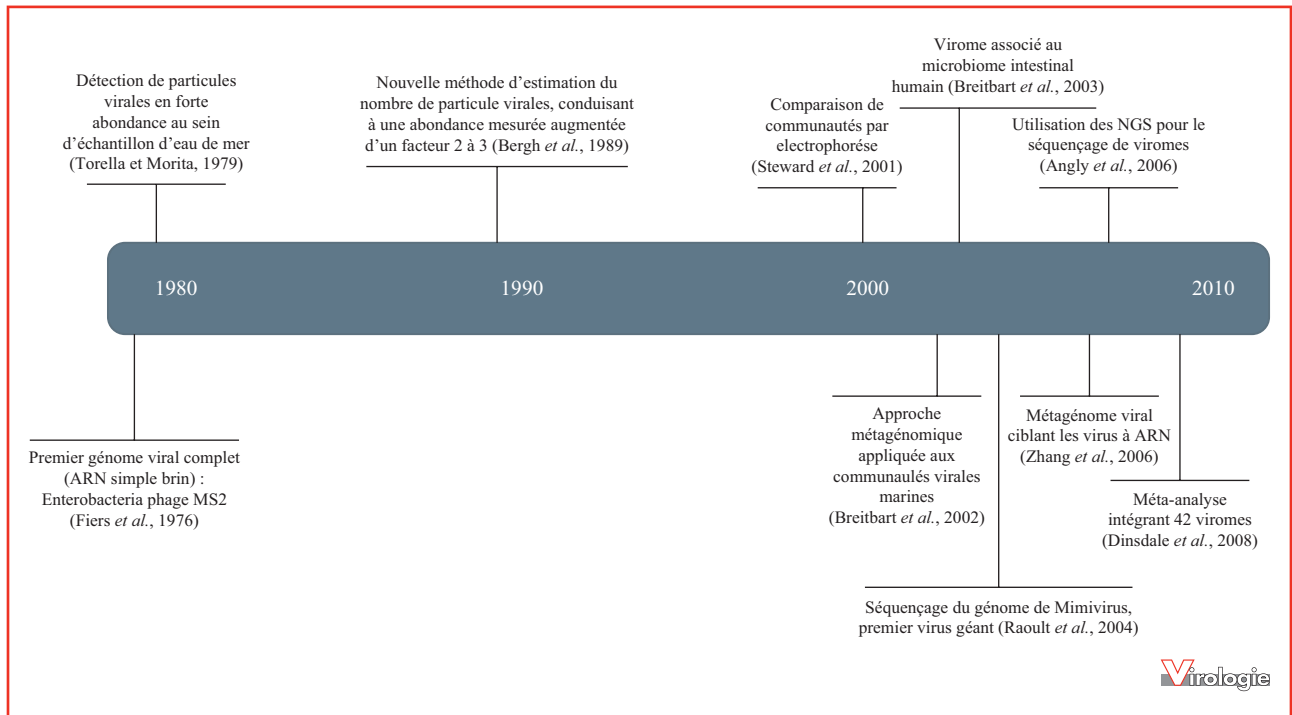 Détection de particules
virales en forte
abondance au sein
d'échantillon d'eau de mer
(Torella et Morita, 1979)
Nouvelle méthode d'estimation du
nombre de particule virales, conduisant
à une abondance mesurée augmentée
d'un facteur 2 à 3 (Bergh et al., 1989)
Comparaison de
communautés par
electrophorése
(Steward et al., 2001)
Virome associé au
microbiome intestinal
humain (Breitbart et al., 2003)
Utilisation des NGS pour le
séquençage de viromes
(Angly et al., 2006)
1980
1990
2000
2010
Premier génome viral complet
(ARN simple brin) :
Enterobacteria phage MS2
(Fiers et al., 1976)
Approche
métagénomique
appliquée aux
communaulés virales
marines
(Breitbart et al., 2002)
Séquençage du génome de Mimivirus,
premier virus géant (Raoult et al., 2004)
Métagénome viral
ciblant les virus à ARN
(Zhang et al., 2006)
Méta-analyse
intégrant 42 viromes
(Dinsdale et al., 2008)
Virologie